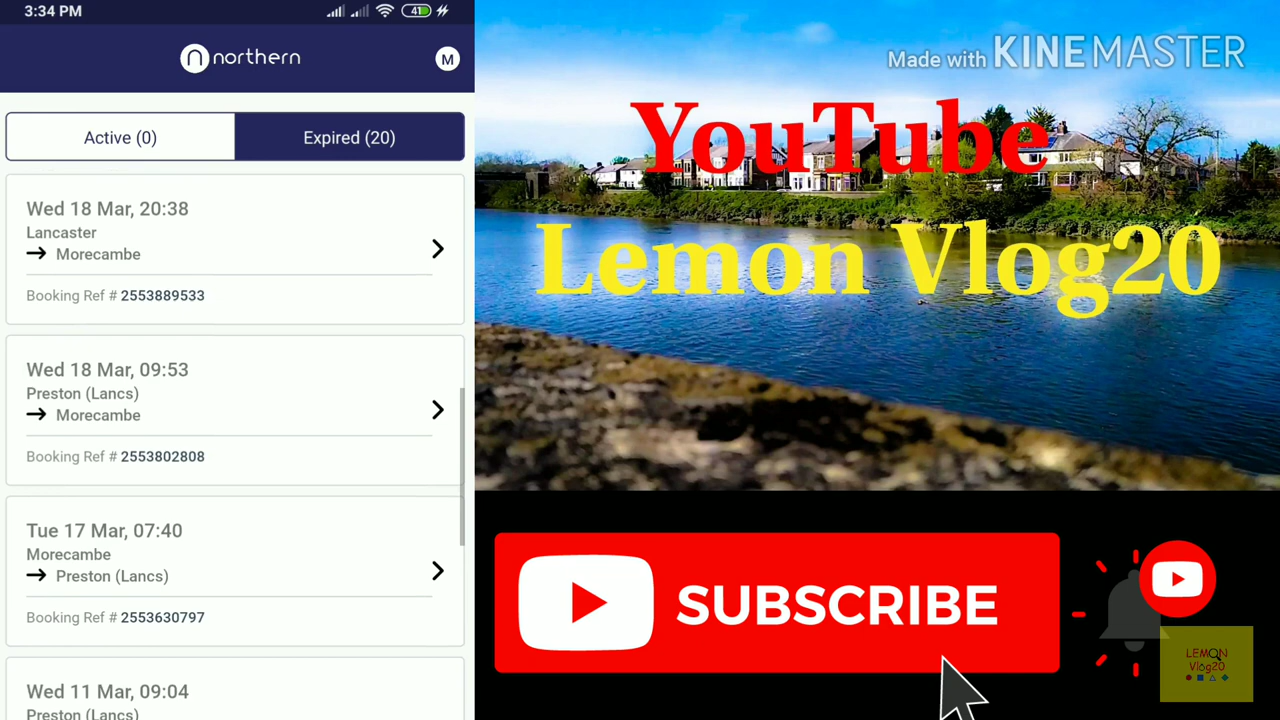 3:34 PM
41
northern
M
Active (0)
Expired (20)
Wed 18 Mar, 20:38
Lancaster
→ Morecambe
Booking Ref # 2553889533
Wed 18 Mar, 09:53
Preston (Lancs)
→ Morecambe
Booking Ref # 2553802808
Tue 17 Mar, 07:40
Morecambe
→ Preston (Lancs)
Booking Ref # 2553630797
Wed 11 Mar, 09:04
Preston (Lancs)
Made with KINEMASTER
YouTube
Lemon Vlog20
SUBSCRIBE
LEMON
Vlog20